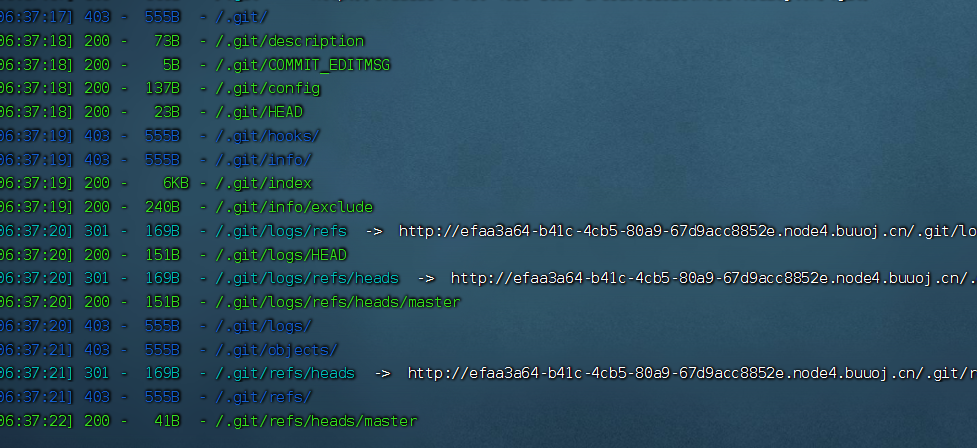 06:37:17] 403 - 555B - /.git/
06:37:18] 200 - 73B - /.git/description
06:37:18] 200 - 5B - /.git/COMMIT_EDITMSG
06:37:18] 200 - 137B - /.git/config
06:37:18] 200 - 23B - /.git/HEAD
06:37:19] 403 - 555B - /.git/hooks/
06:37:19] 403 - 555B - /.git/info/
06:37:19] 200 - 6KB - /.git/index
06:37:19] 200 - 240B - /.git/info/exclude
06:37:20] 301 - 169B - /.git/logs/refs -> http://efaa3a64-b41c-4cb5-80a9-67d9acc8852e.node4.buuoj.cn/.git/lo
06:37:20] 200 - 151B - /.git/logs/HEAD
06:37:20] 301 - 169B - /.git/logs/refs/heads -> http://efaa3a64-b41c-4cb5-80a9-67d9acc8852e.node4.buuoj.cn/.
06:37:20] 200 - 151B - /.git/logs/refs/heads/master
06:37:20] 403 - 555B - /.git/logs/
06:37:21] 403 - 555B - /.git/objects/
06:37:21] 301 - 169B - /.git/refs/heads -> http://efaa3a64-b41c-4cb5-80a9-67d9acc8852e.node4.buuoj.cn/.git/r
06:37:21] 403 - 555B - /.git/refs/
06:37:22] 200 - 41B - /.git/refs/heads/master